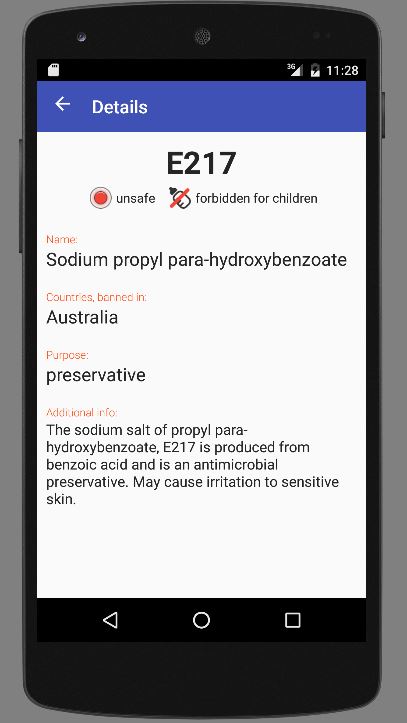 3G 11:28
Details
E217
unsafe forbidden for children
Name:
Sodium propyl para-hydroxybenzoate
Countries, banned in:
Australia
Purpose:
preservative
Additional info:
The sodium salt of propyl para-
hydroxybenzoate, E217 is produced from
benzoic acid and is an antimicrobial
preservative. May cause irritation to sensitive
skin.